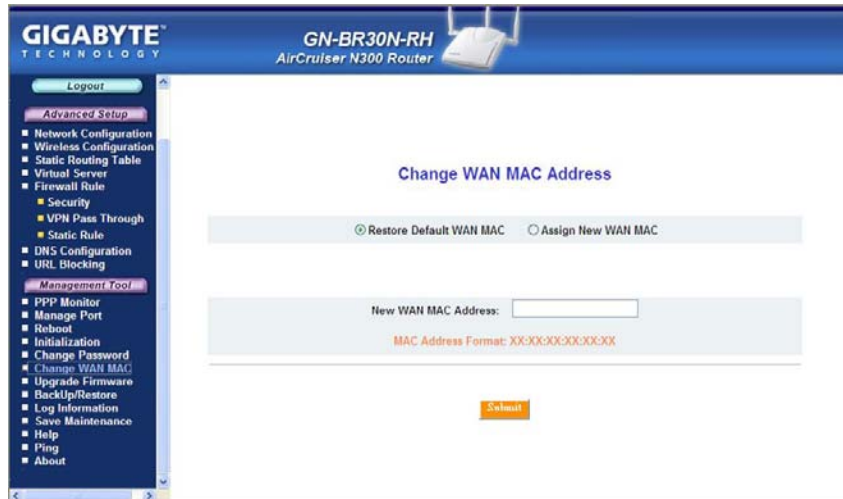 GIGABYTE™
TECHNOLOGY
GN-BR30N-RH
AirCruiser N300 Router
Logout
Advanced Setup
Network Configuration
Wireless Configuration
Static Routing Table
Virtual Server
Firewall Rule
Security
VPN Pass Through
Static Rule
DNS Configuration
URL Blocking
Management Tool
PPP Monitor
Manage Port
Reboot
Initialization
Change Password
Change WAN MAC
Upgrade Firmware
BackUp/Restore
Log Information
Save Maintenance
Help
Ping
About
Change WAN MAC Address
Restore Default WAN MAC Assign New WAN MAC
New WAN MAC Address:
MAC Address Format: XX:XX:XX:XX:XX:XX
Submit